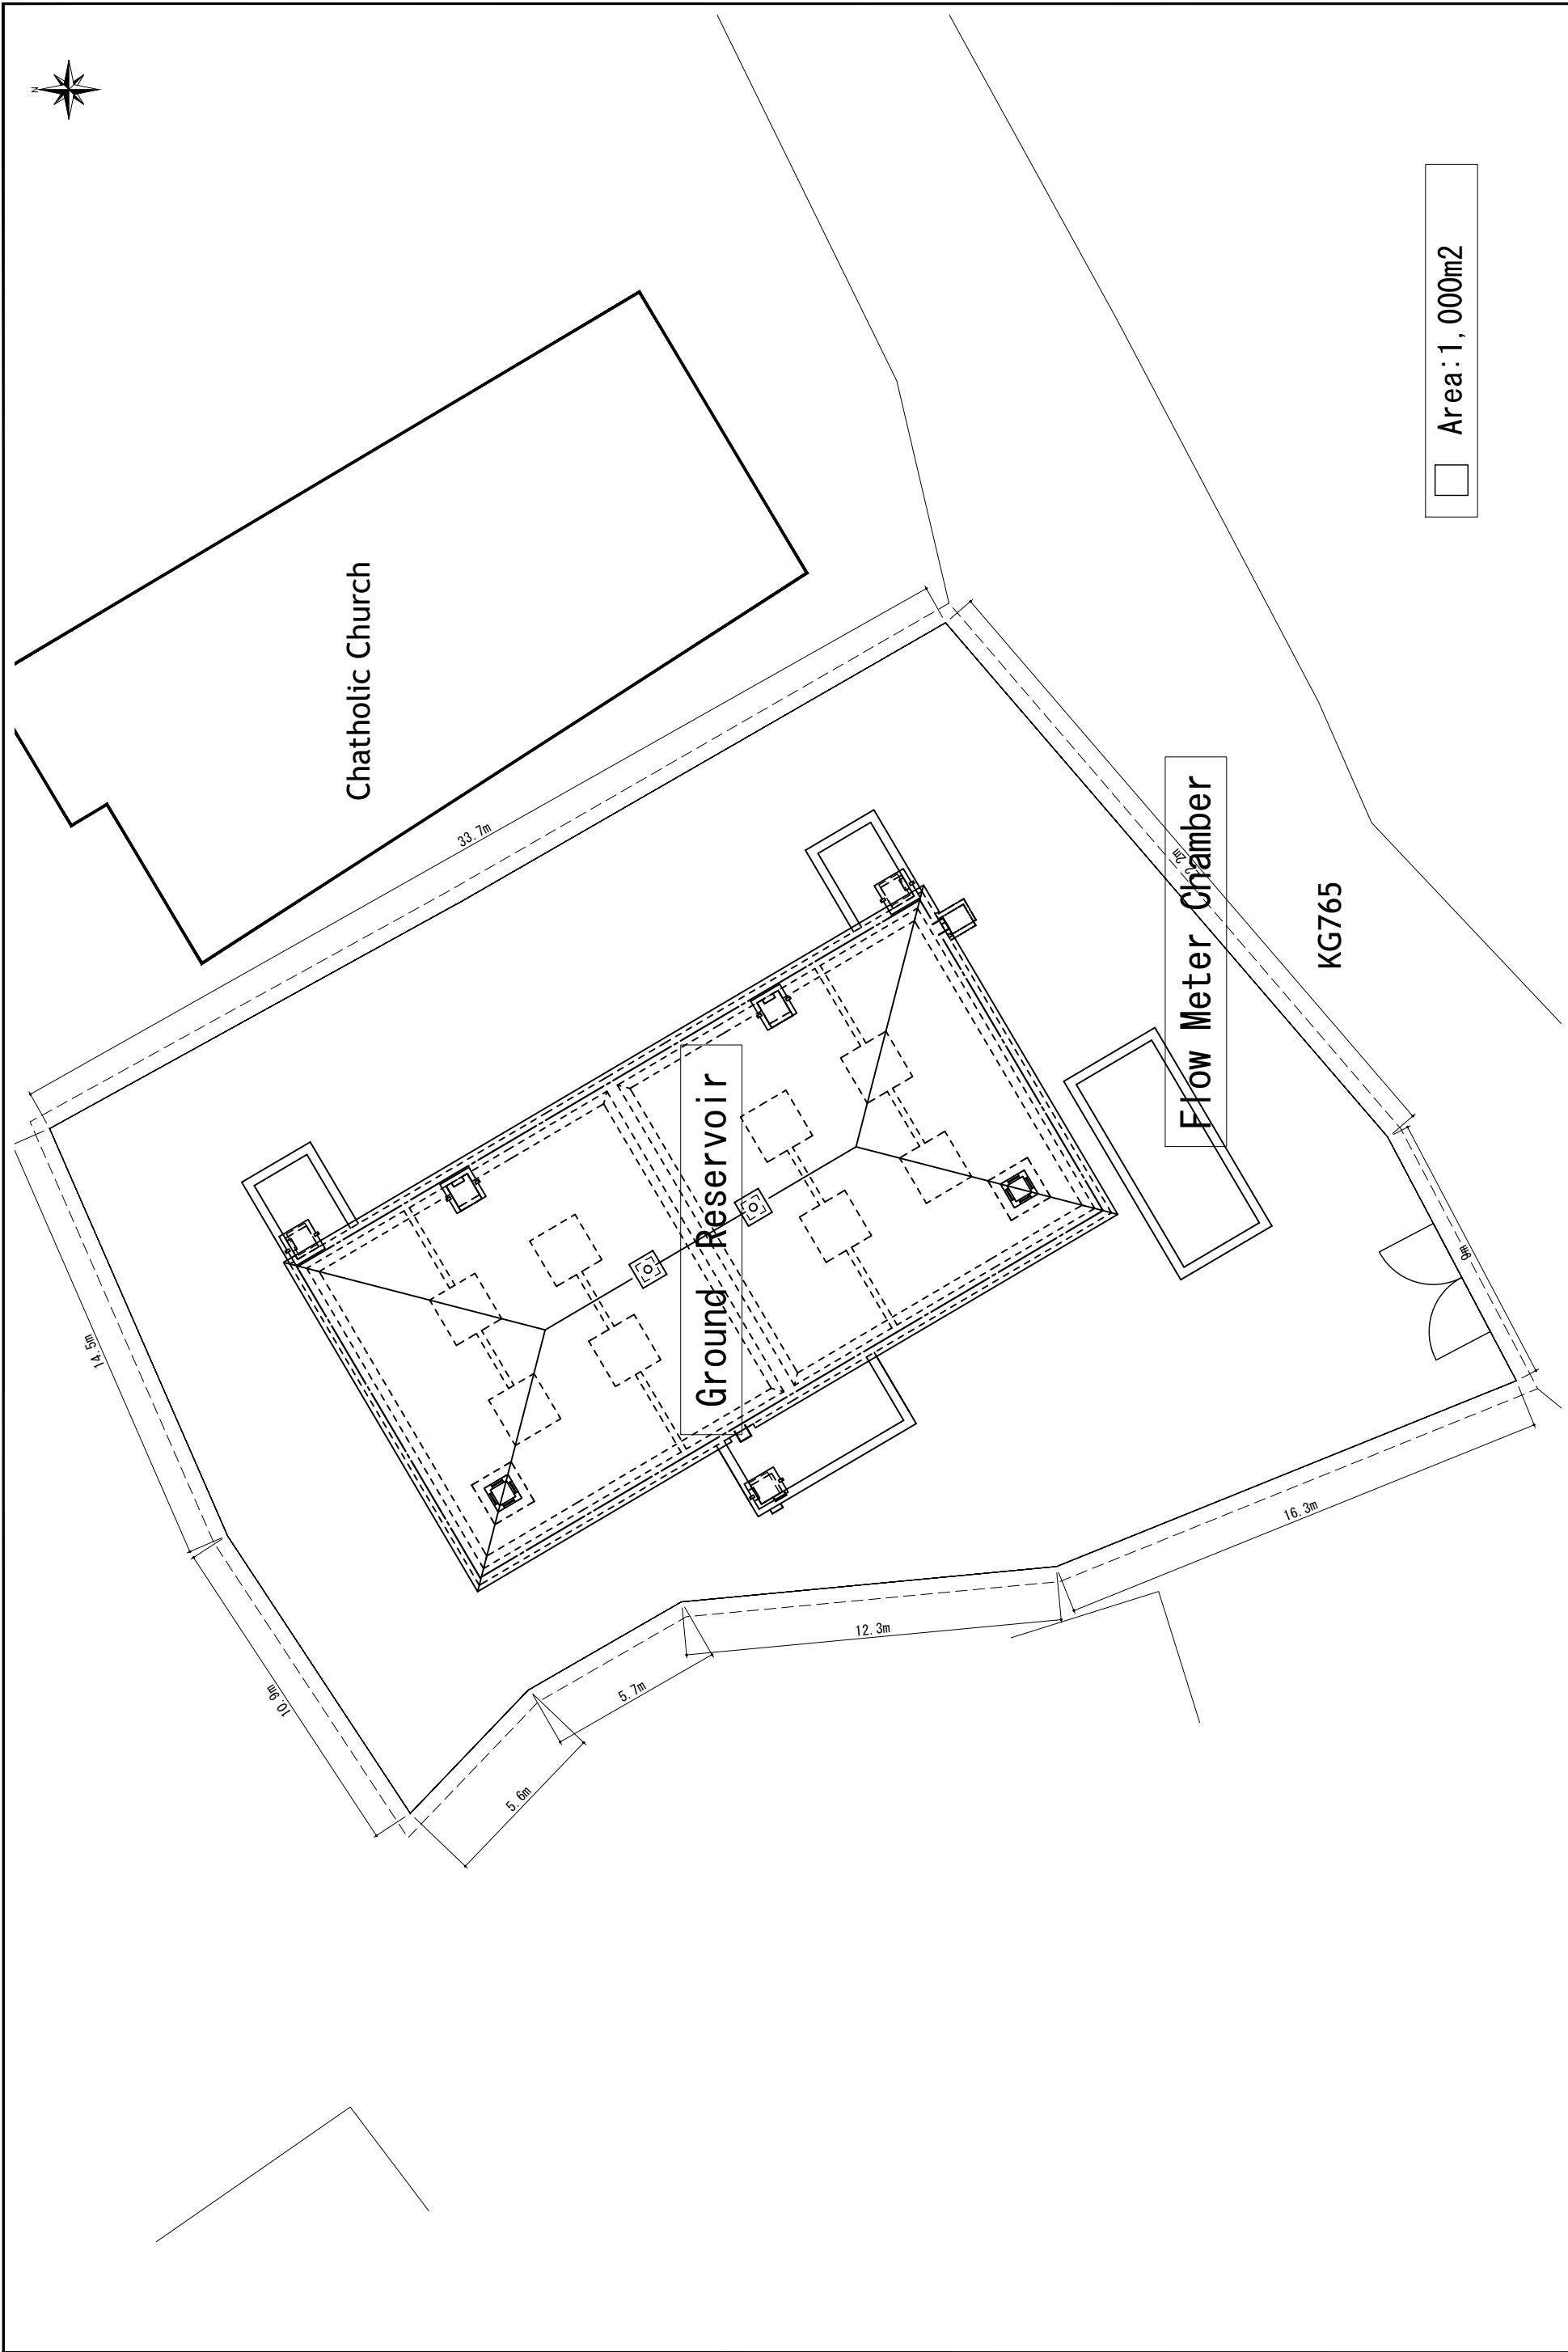 N
Chatholic Church
33.7m
14.5m
10.9m
5.6m
5.7m
12.3m
16.3m
9m
Ground Reservoir
Flow Meter Chamber
KG765
Area:1,000m2